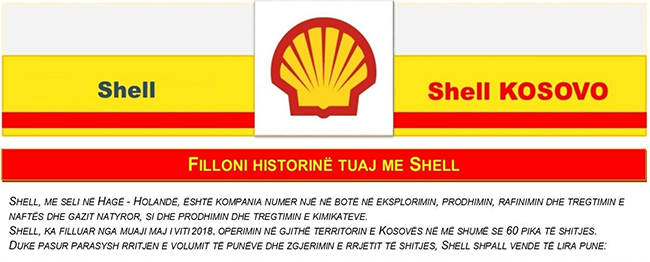 Shell
Shell KOSOVO
FILLONI HISTORINË TUAJ ME SHELL
SHELL, ME SELI NË HAGË - HOLANDË, ËSHTË KOMPANIA NUMER NJË NË BOTË NË EKSPLORIMIN, PRODHIMIN, RAFINIMIN DHE TREGTIMIN E
NAFTËS DHE GAZIT NATYROR, SI DHE PRODHIMIN DHE TREGTIMIN E KIMIKATEVE.
SHELL, KA FILLUAR NGA MUAJI MAJ I VITI 2018, OPERIMIN NË GJITHË TERRITORIN E KOSOVËS NË MË SHUMË SE 60 PIKA TË SHITJES.
DUKE PASUR PARASYSH RRITJEN E VOLUMIT TË PUNËVE DHE ZGJERIMIN E RRJETIT TË SHITJES, SHELL SHPALL VENDE TË LIRA PUNE: